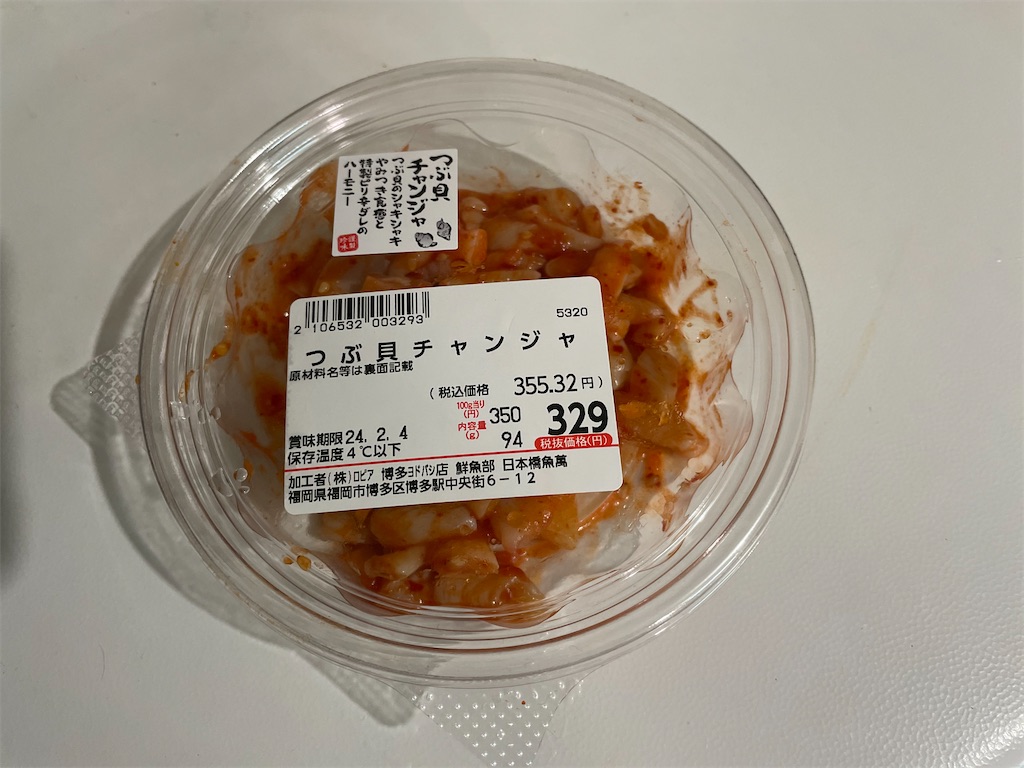 つぶ貝
チャンジャ
つぶ貝のシャキシャキ
やみつき食感と
特製ピリ辛ダレの
ハーモニー
謹製
珍味
2 106532 003293
5320
つぶ貝チャンジャ
原材料名等は裏面記載
(税込価格 355.32円)
100g当り(円) 350
329
内容量(g) 94
税抜価格(円)
賞味期限24. 2. 4
保存温度4℃以下
加工者(株)ロピア 博多ヨドバシ店 鮮魚部 日本橋魚萬
福岡県福岡市博多区博多駅中央街6-12